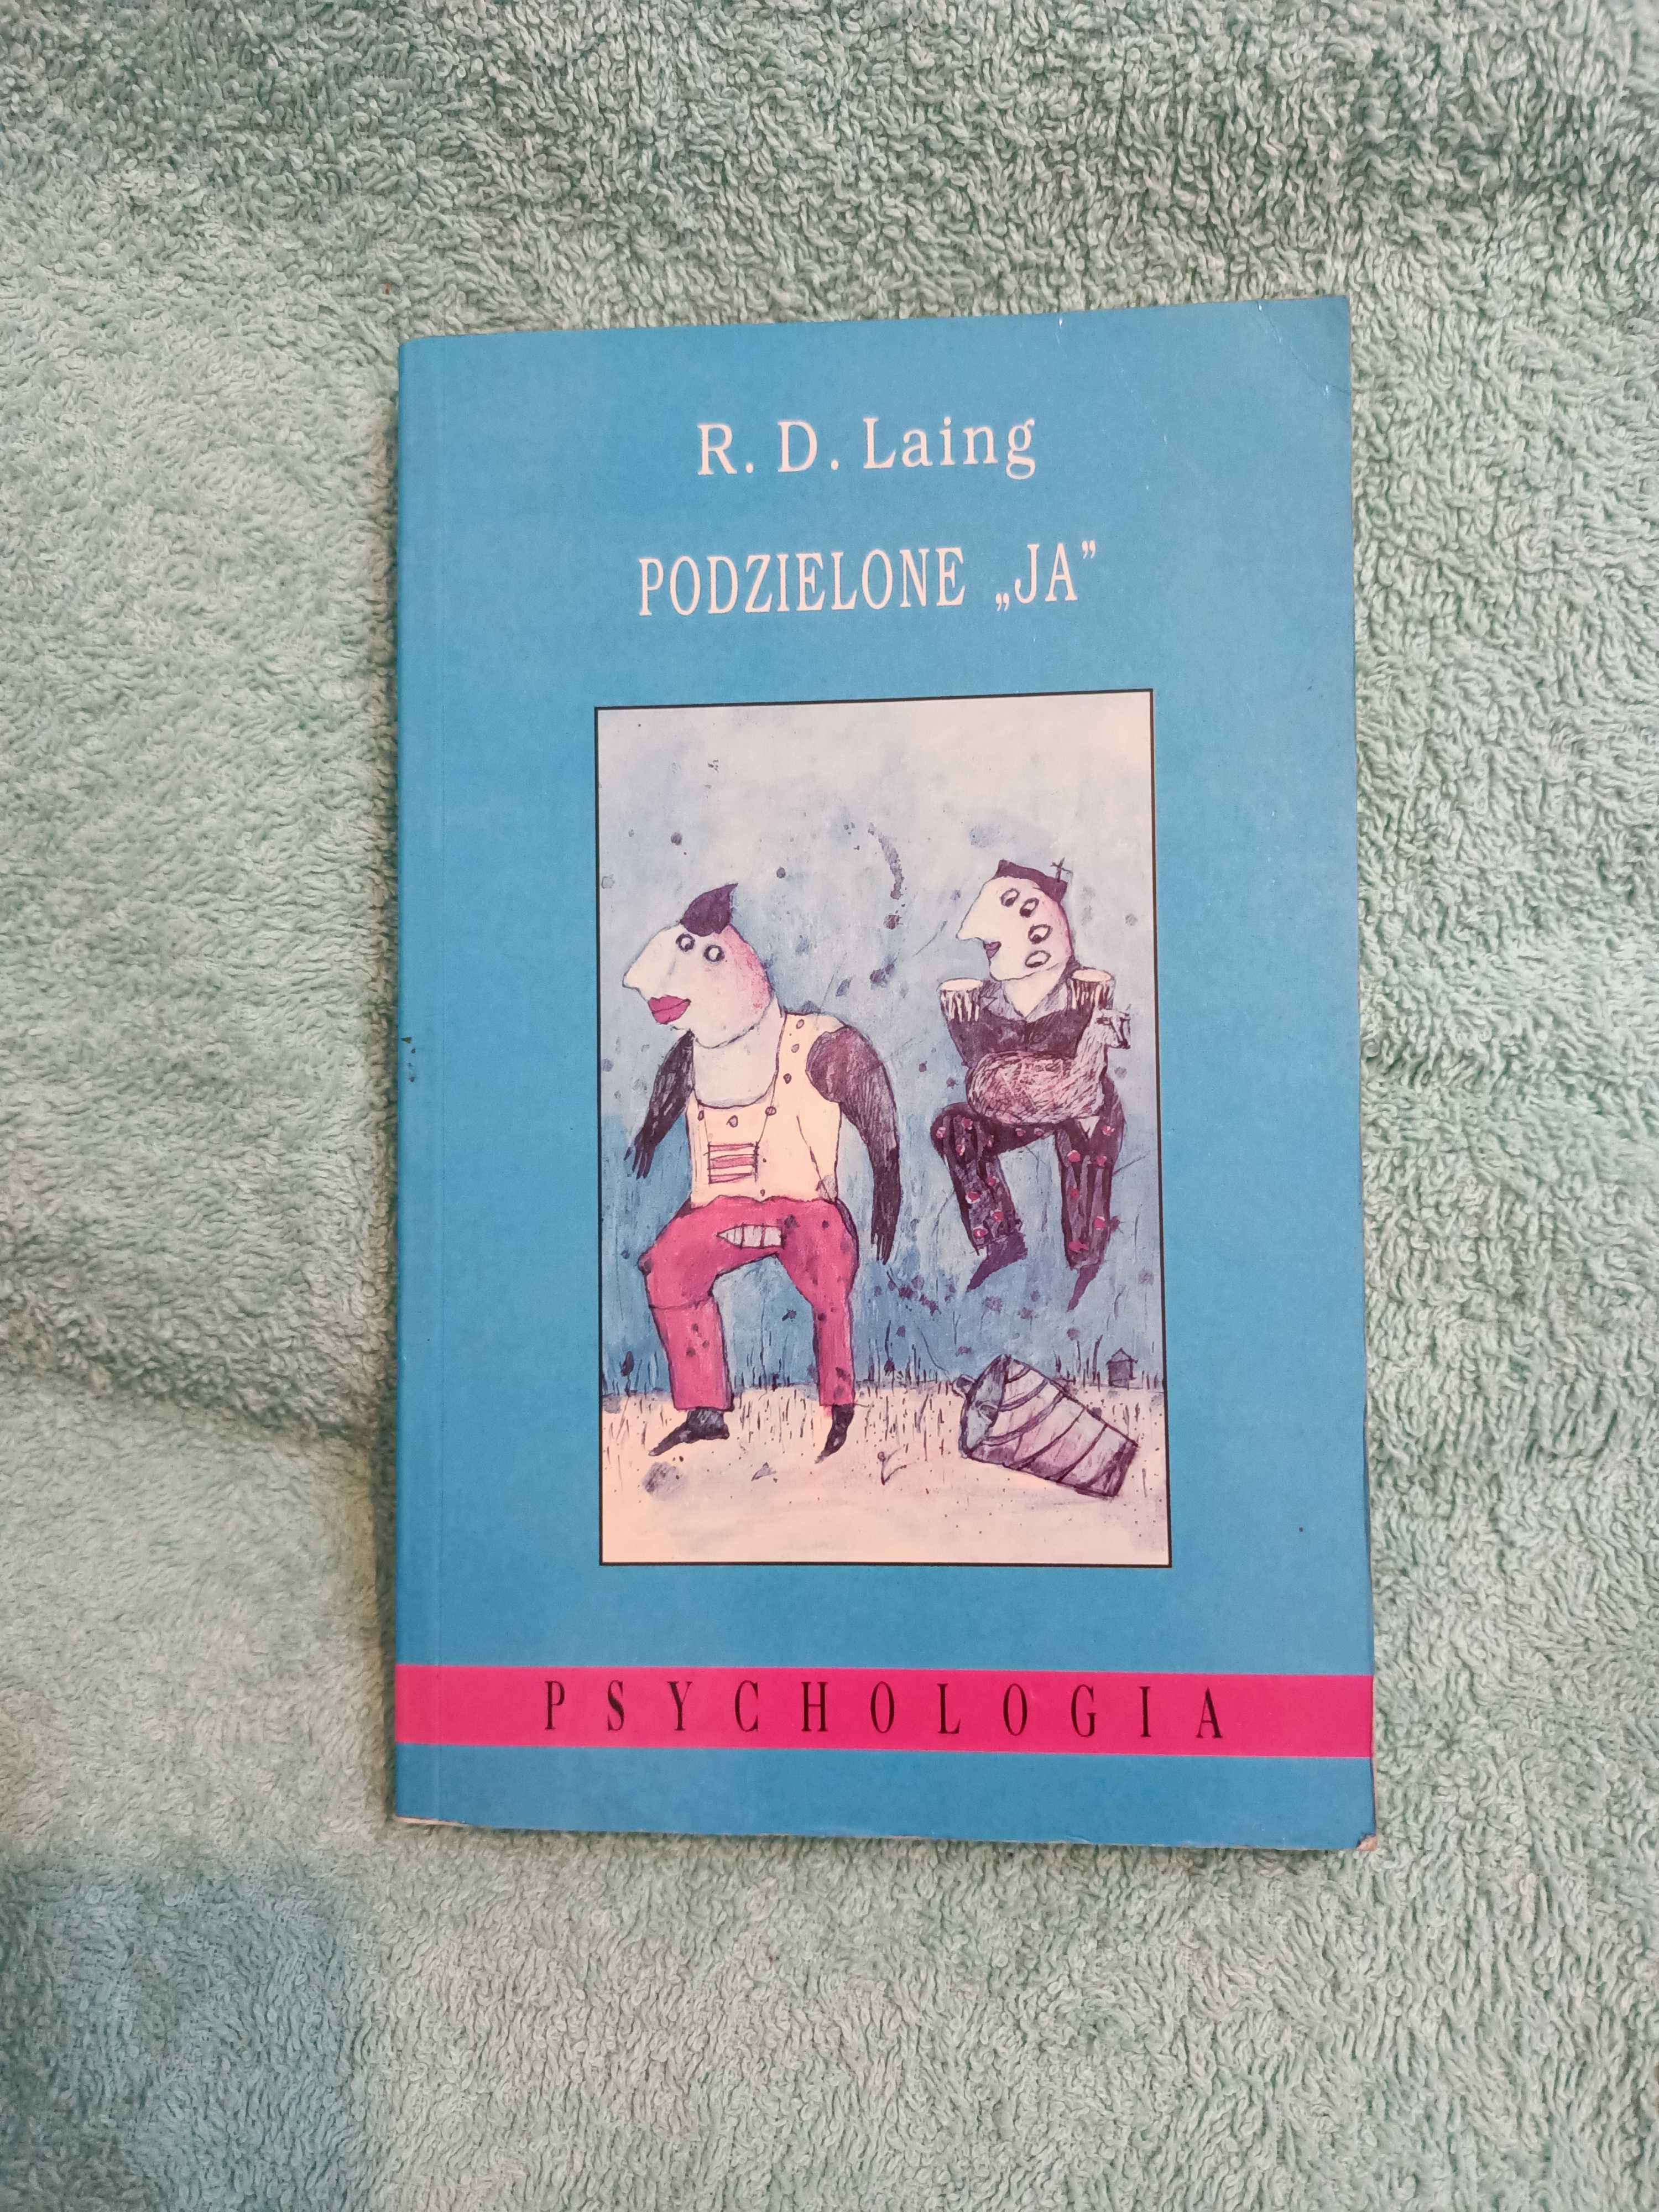 R. D. Laing
PODZIELONE „JA”
PSYCHOLOGIA